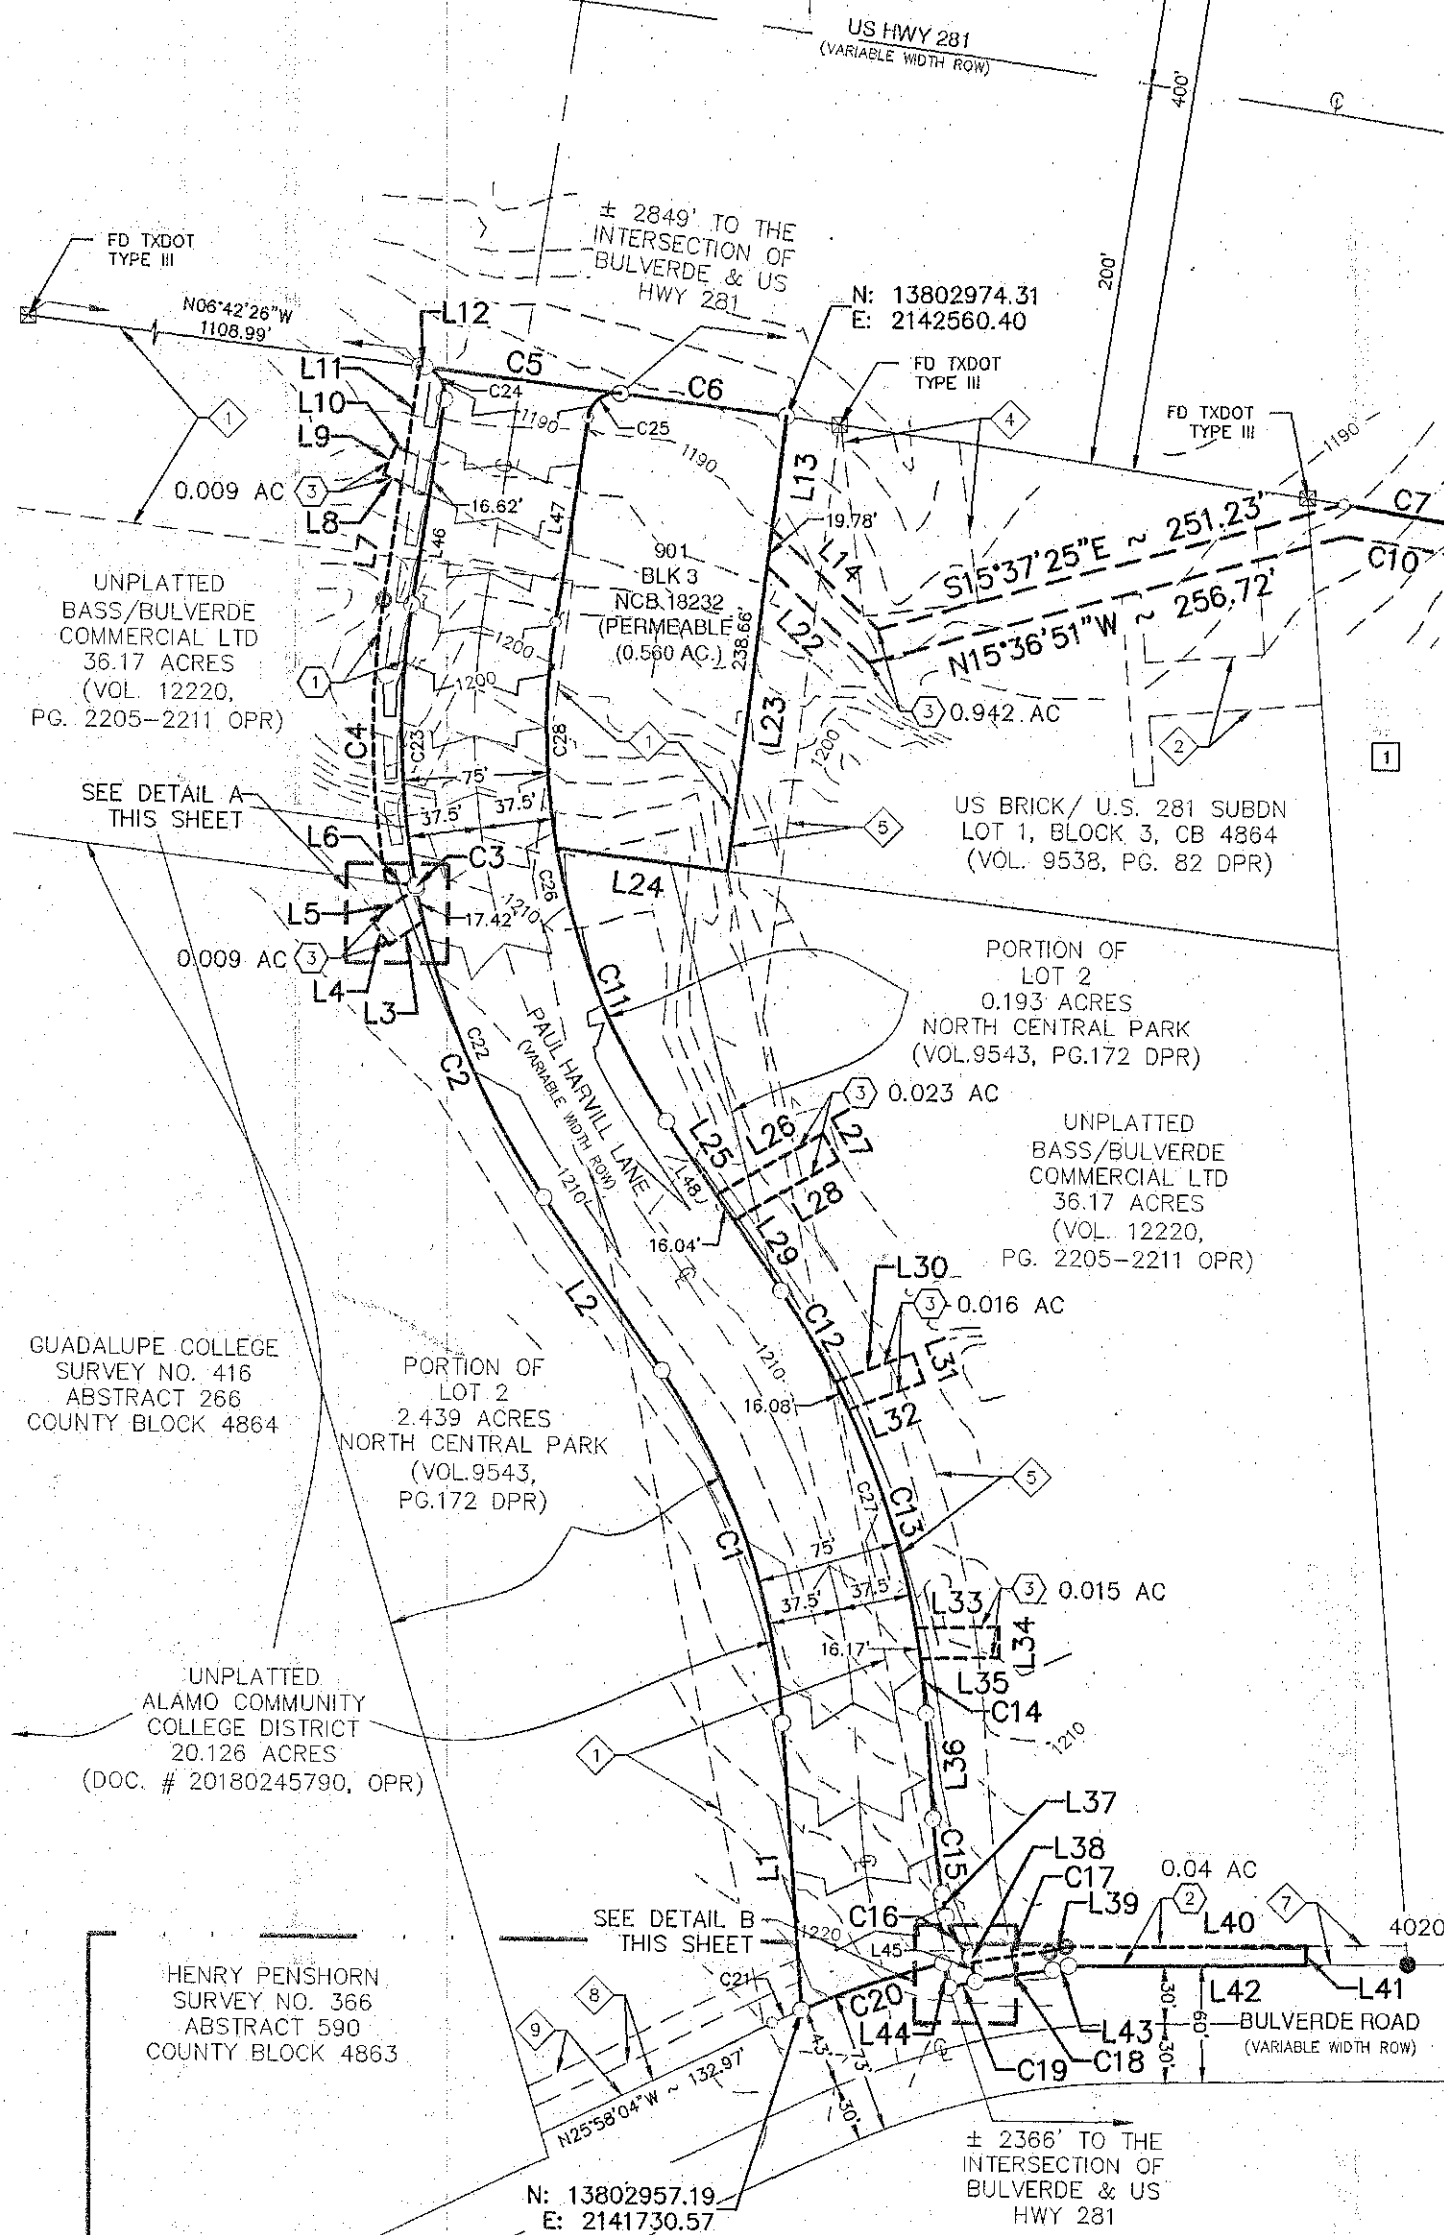 US HWY 281
(VARIABLE WIDTH ROW)
400'
℄
200'
± 2849' TO THE
INTERSECTION OF
BULVERDE & US
HWY 281
FD TXDOT
TYPE III
N06°42'26"W
1108.99'
L12
N: 13802974.31
E: 2142560.40
FD TXDOT
TYPE III
FD TXDOT
TYPE III
C5
C6
C24
C25
L11
L10
L9
1
1190
1190
4
1190
L13
0.009 AC
3
L8
16.62'
L47
L46
L7
19.78'
L14
S15°37'25"E ~ 251.23'
C7
C10
N15°36'51"W ~ 256.72'
901
BLK 3
NCB 18232
(PERMEABLE)
(0.560 AC.)
238.66'
L22
UNPLATTED
BASS/BULVERDE
COMMERCIAL LTD
36.17 ACRES
(VOL. 12220,
PG. 2205-2211 OPR)
1
1200
1200
L23
3
0.942 AC
1200
2
1
C4
C23
C28
7
75'
37.5'
37.5'
SEE DETAIL A
THIS SHEET
5
US BRICK/ U.S. 281 SUBDN
LOT 1, BLOCK 3, CB 4864
(VOL. 9538, PG. 82 DPR)
L6
C3
C26
L24
L5
17.42'
1210
0.009 AC
3
L4
L3
C11
PORTION OF
LOT 2
0.193 ACRES
NORTH CENTRAL PARK
(VOL.9543, PG.172 DPR)
PAUL HARVILL LANE
(VARIABLE WIDTH ROW)
C22
C2
3
0.023 AC
L25
L26
L27
L28
L48
1210
UNPLATTED
BASS/BULVERDE
COMMERCIAL LTD
36.17 ACRES
(VOL. 12220,
PG. 2205-2211 OPR)
16.04'
L29
℄
L2
L30
3
0.016 AC
C12
L31
1210
16.08'
L32
GUADALUPE COLLEGE
SURVEY NO. 416
ABSTRACT 266
COUNTY BLOCK 4864
PORTION OF
LOT 2
2.439 ACRES
NORTH CENTRAL PARK
(VOL.9543,
PG.172 DPR)
C27
C13
5
C1
75'
37.5'
37.5'
3
0.015 AC
L33
L34
16.17'
L35
C14
UNPLATTED
ALAMO COMMUNITY
COLLEGE DISTRICT
20.126 ACRES
(DOC. # 20180245790, OPR)
1
1210
L36
L37
L1
C15
L38
C17
0.04 AC
2
7
L39
L40
4020
SEE DETAIL B
THIS SHEET
1220
C16
L45
℄
HENRY PENSHORN
SURVEY NO. 366
ABSTRACT 590
COUNTY BLOCK 4863
C21
8
9
C20
L44
L42
L41
30'
60'
30'
BULVERDE ROAD
(VARIABLE WIDTH ROW)
L43
C18
C19
℄
43'
73'
30'
N25°58'04"W ~ 132.97'
± 2366' TO THE
INTERSECTION OF
BULVERDE & US
HWY 281
N: 13802957.19
E: 2141730.57